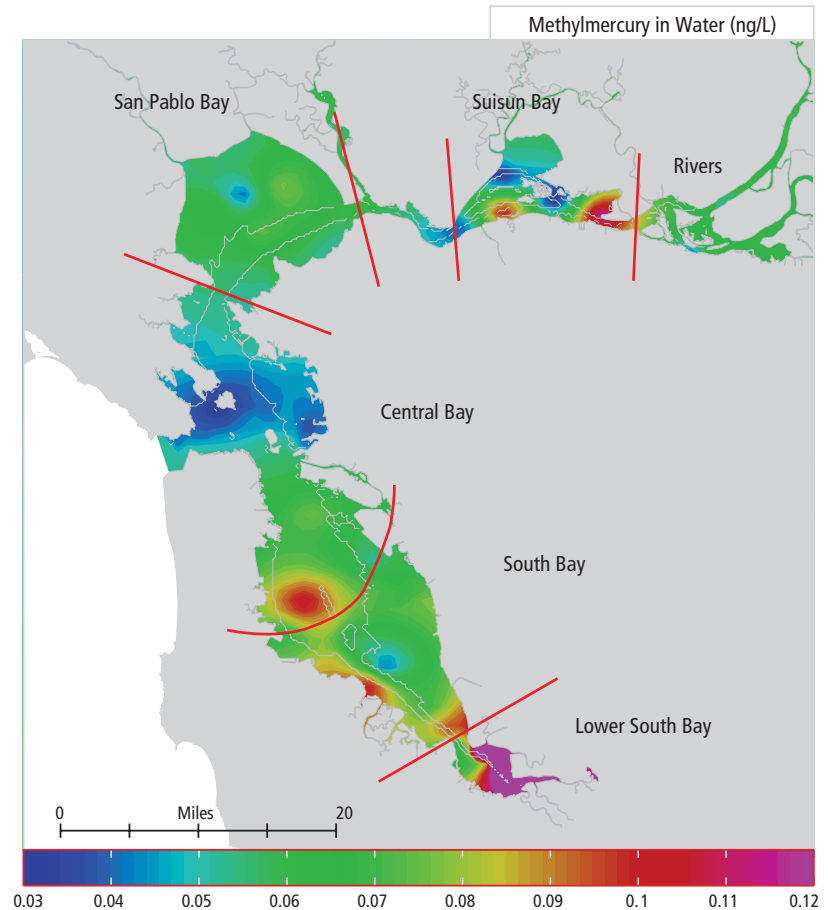 Methylmercury in Water (ng/L)
San Pablo Bay
Suisun Bay
Rivers
Central Bay
South Bay
Lower South Bay
0 Miles 20
0.03 0.04 0.05 0.06 0.07 0.08 0.09 0.1 0.11 0.12